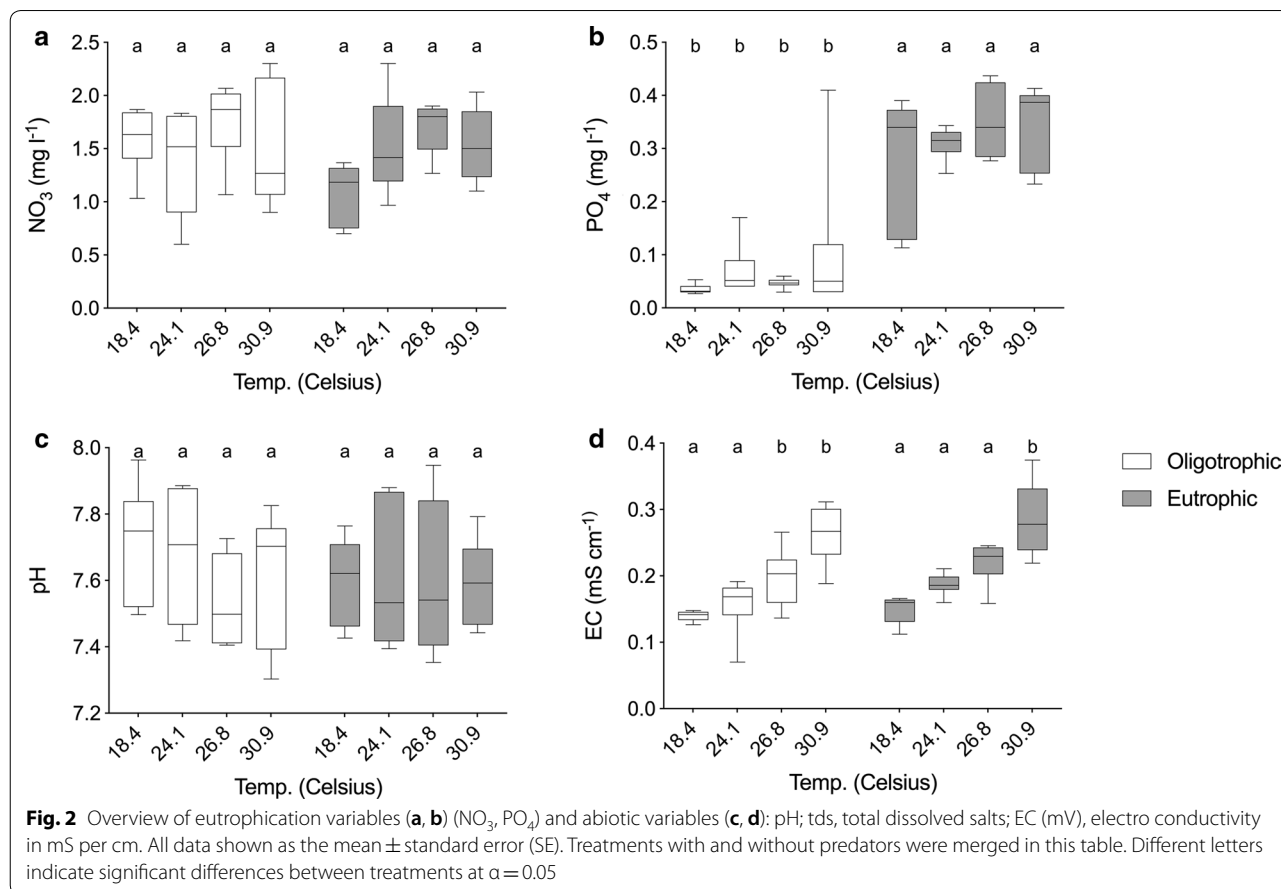 a
b
2.5
2.0
1.5
1.0
0.5
0.0
NO₃ (mg l⁻¹)
a a a a a a a a
18.4 24.1 26.8 30.9 18.4 24.1 26.8 30.9
Temp. (Celsius)
0.5
0.4
0.3
0.2
0.1
0.0
PO₄ (mg l⁻¹)
b b b b a a a a
18.4 24.1 26.8 30.9 18.4 24.1 26.8 30.9
Temp. (Celsius)
c
8.0
7.8
7.6
7.4
7.2
pH
a a a a a a a a
18.4 24.1 26.8 30.9 18.4 24.1 26.8 30.9
Temp. (Celsius)
d
0.4
0.3
0.2
0.1
0.0
EC (mS cm⁻¹)
a a b b a a a b
18.4 24.1 26.8 30.9 18.4 24.1 26.8 30.9
Temp. (Celsius)
Oligotrophic
Eutrophic
Fig. 2 Overview of eutrophication variables (a, b) (NO₃, PO₄) and abiotic variables (c, d): pH; tds, total dissolved salts; EC (mV), electro conductivity
in mS per cm. All data shown as the mean ± standard error (SE). Treatments with and without predators were merged in this table. Different letters
indicate significant differences between treatments at α = 0.05